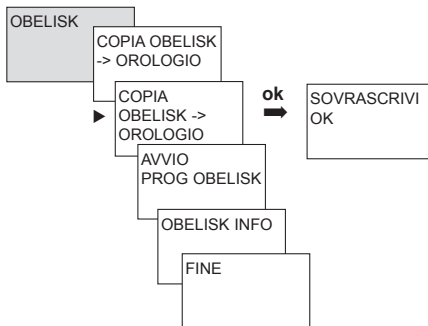 OBELISK
COPIA OBELISK
-> OROLOGIO
COPIA
OBELISK ->
OROLOGIO
ok
SOVRASCRIVI
OK
AVVIO
PROG OBELISK
OBELISK INFO
FINE